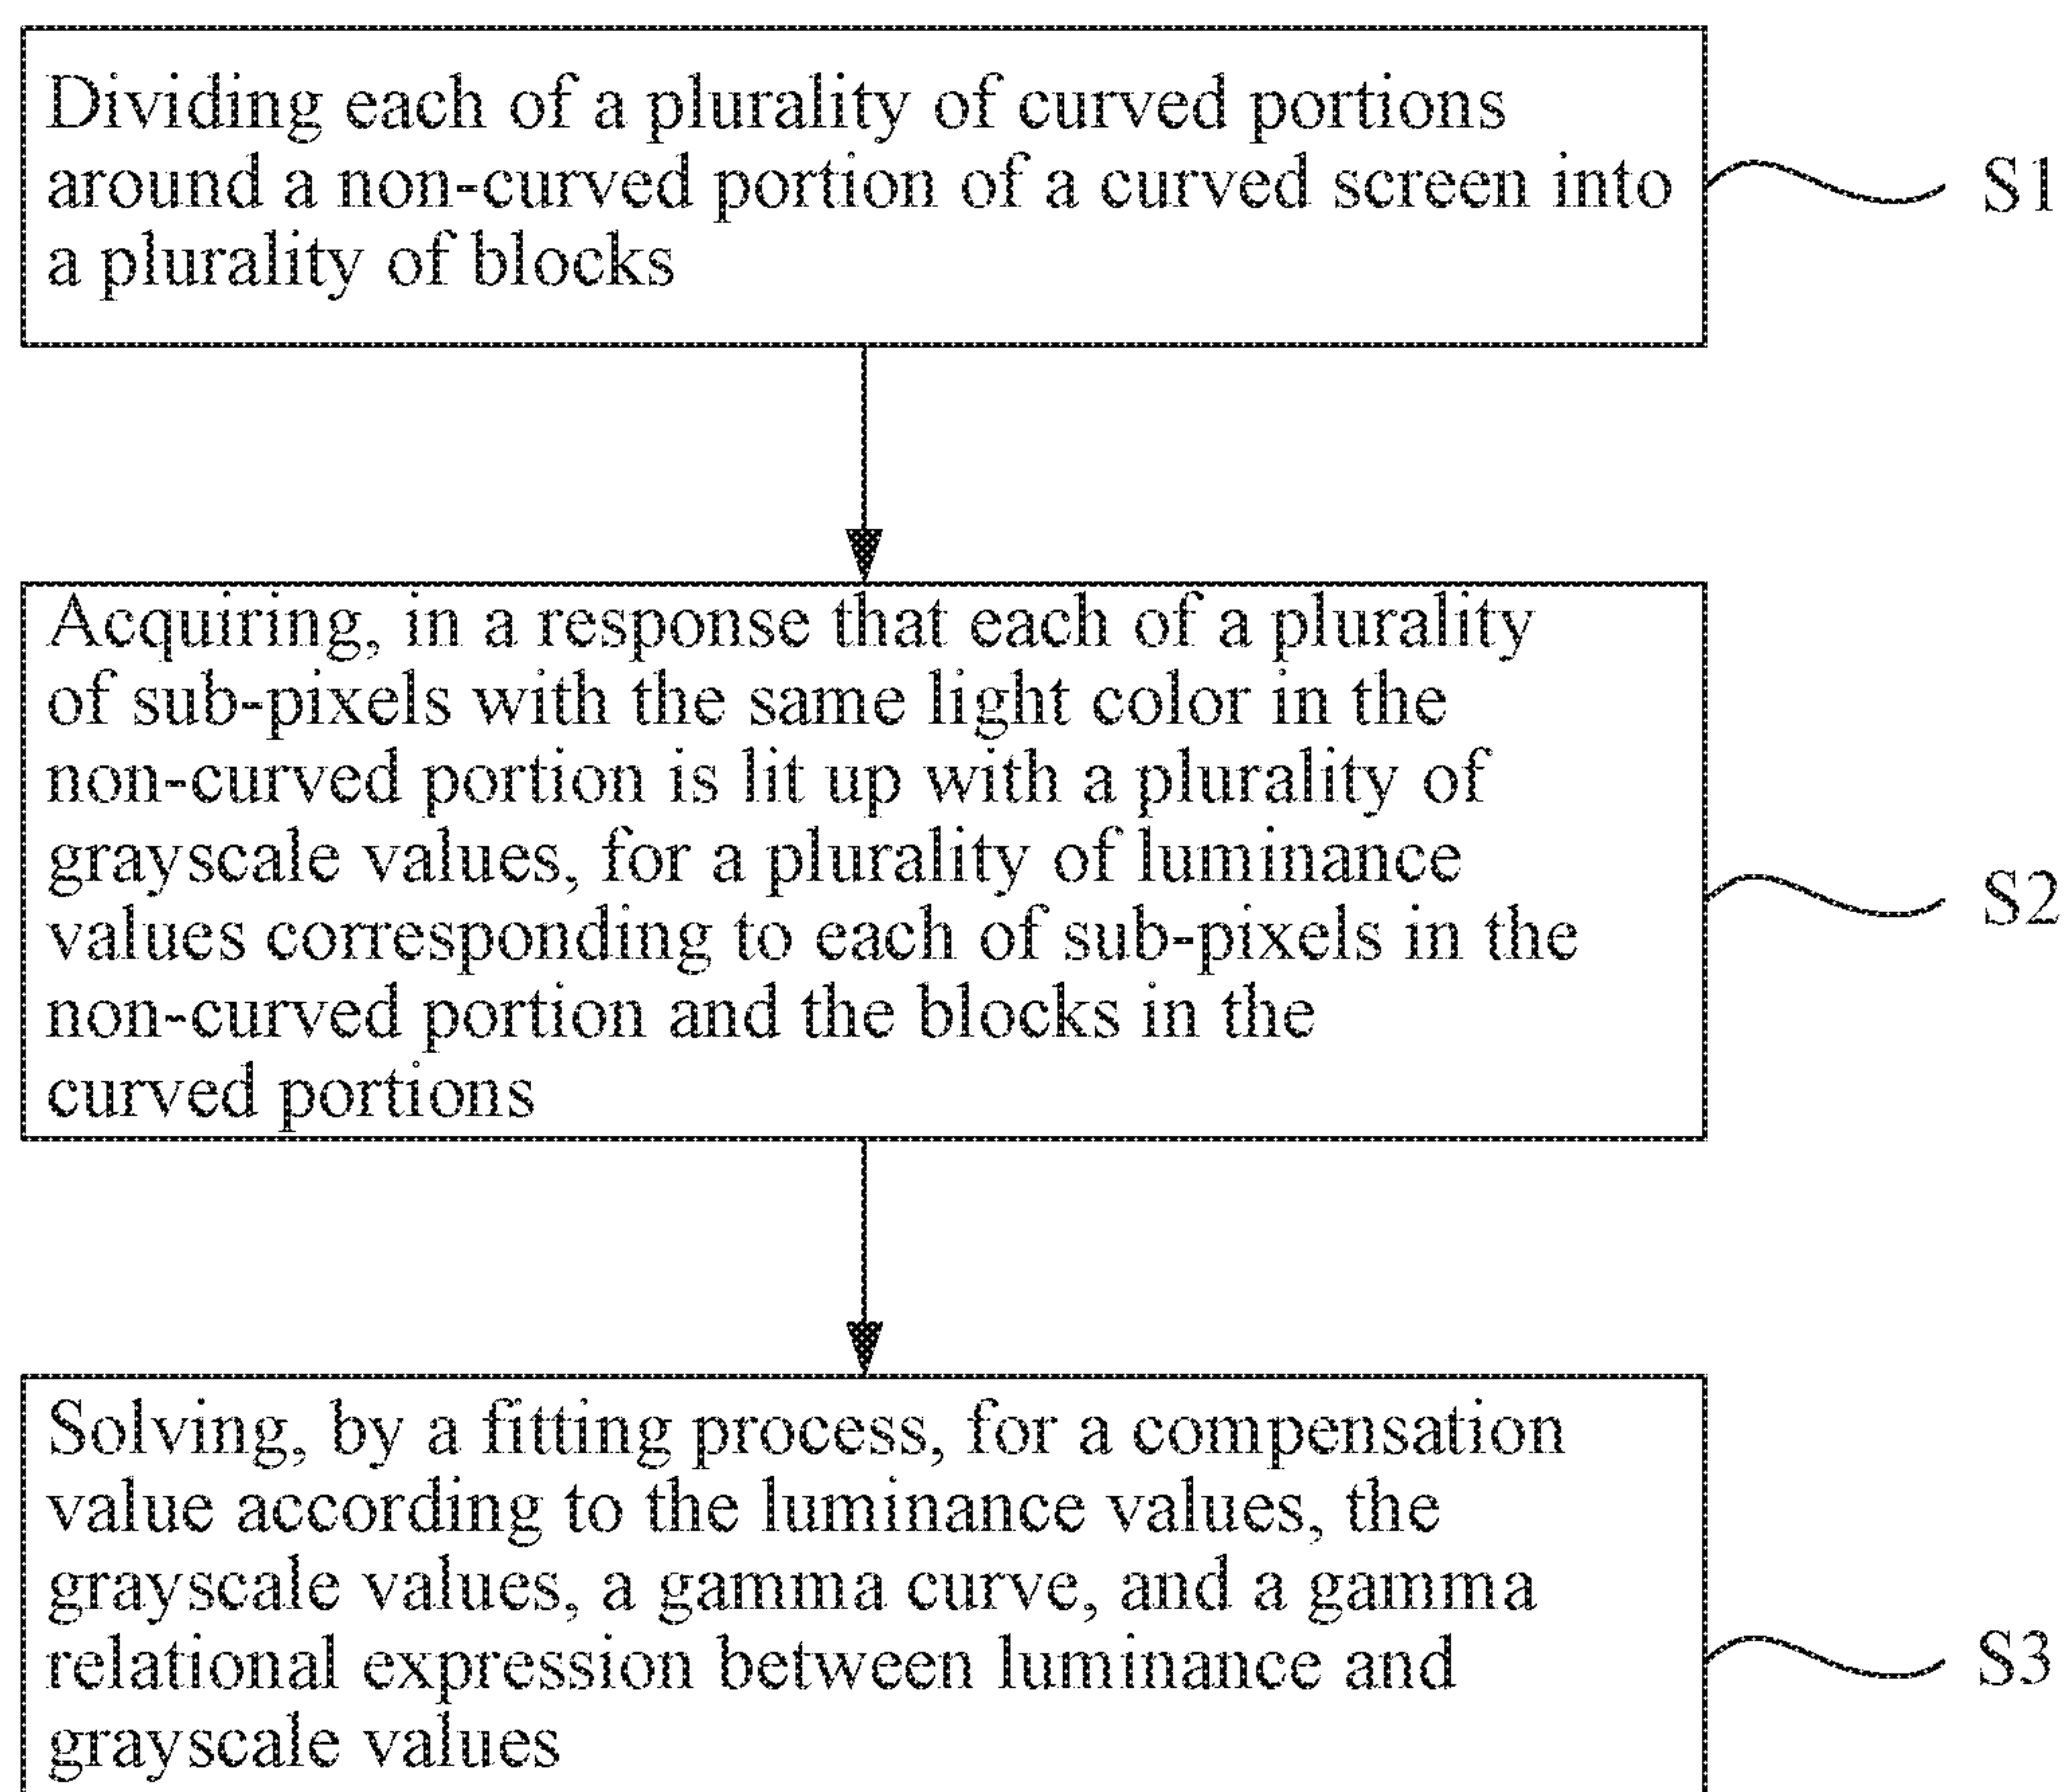 Dividing each of a plurality of curved portions
around a non-curved portion of a curved screen into
a plurality of blocks
S1
Acquiring, in a response that each of a plurality
of sub-pixels with the same light color in the
non-curved portion is lit up with a plurality of
grayscale values, for a plurality of luminance
values corresponding to each of sub-pixels in the
non-curved portion and the blocks in the
curved portions
S2
Solving, by a fitting process, for a compensation
value according to the luminance values, the
grayscale values, a gamma curve, and a gamma
relational expression between luminance and
grayscale values
S3